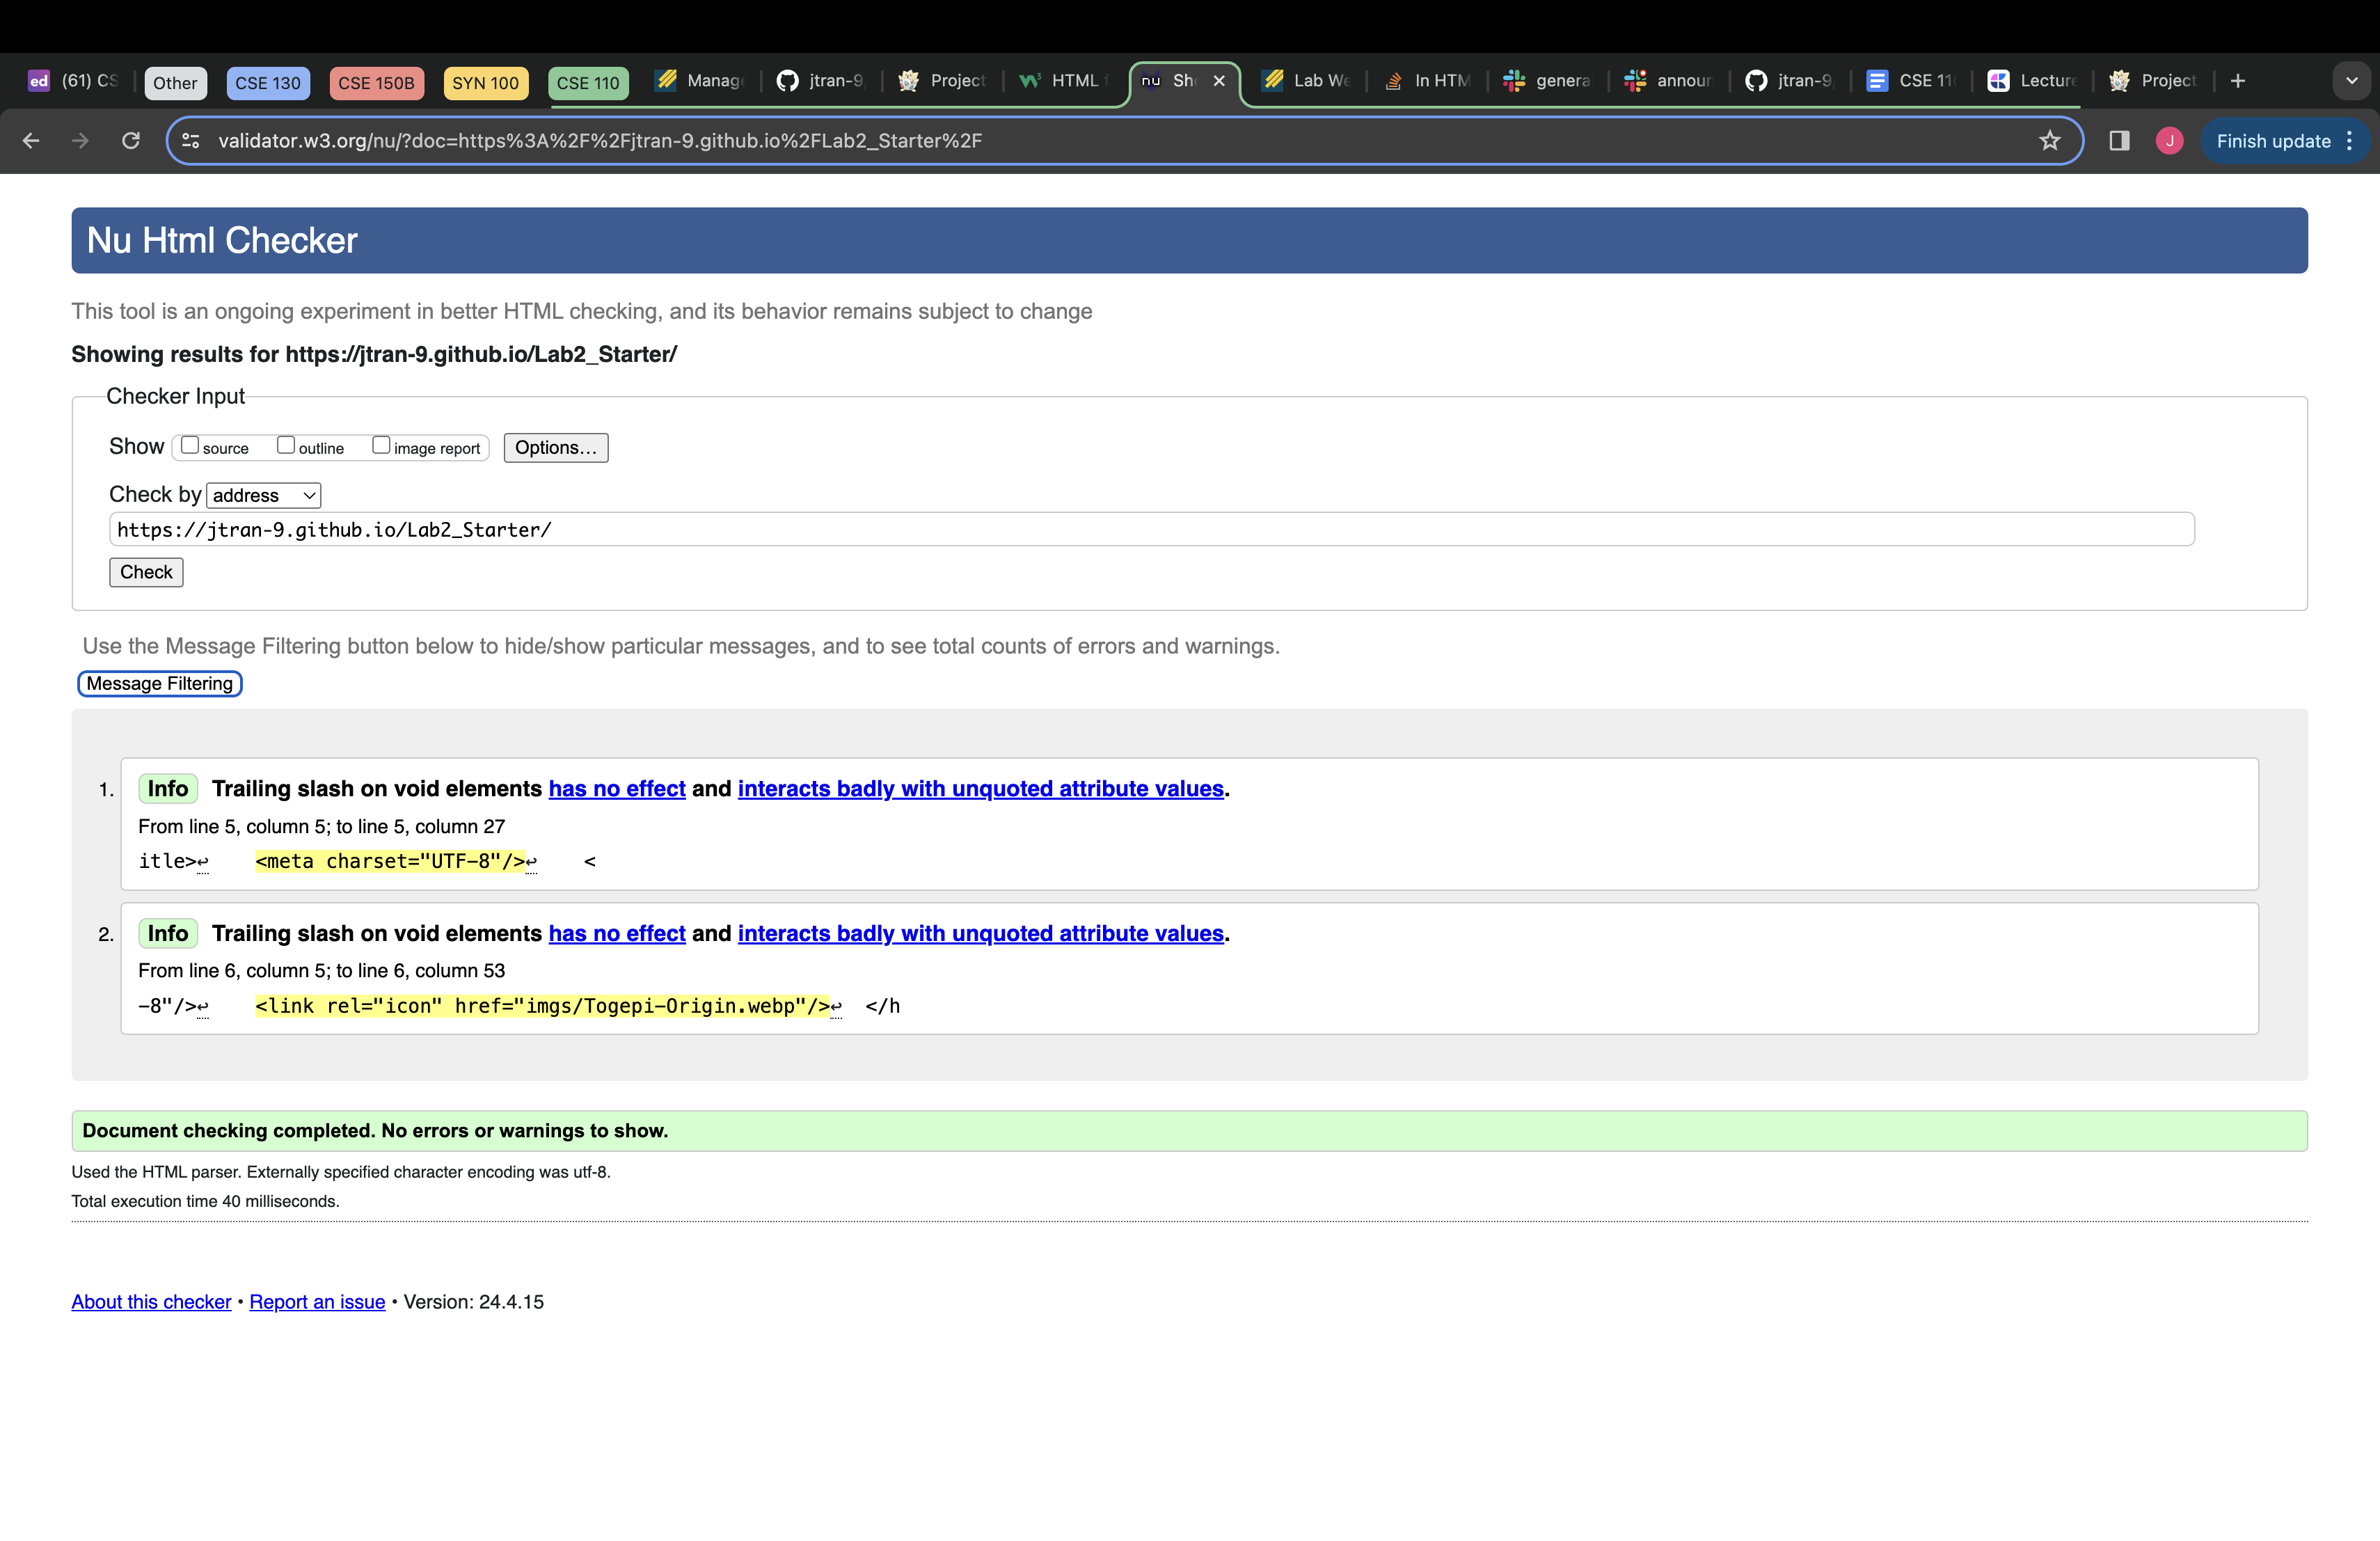 ed (61) CS Other CSE 130 CSE 150B SYN 100 CSE 110 Manage jtran-9 Project HTML nu Sh Lab We In HTM genera announ jtran-9 CSE 11 Lecture Project
validator.w3.org/nu/?doc=https%3A%2F%2Fjtran-9.github.io%2FLab2_Starter%2F J Finish update
Nu Html Checker
This tool is an ongoing experiment in better HTML checking, and its behavior remains subject to change
Showing results for https://jtran-9.github.io/Lab2_Starter/
Checker Input
Show source outline image report Options...
Check by address
https://jtran-9.github.io/Lab2_Starter/
Check
Use the Message Filtering button below to hide/show particular messages, and to see total counts of errors and warnings.
Message Filtering
1. Info Trailing slash on void elements has no effect and interacts badly with unquoted attribute values.
From line 5, column 5; to line 5, column 27
itle>↩ <meta charset="UTF-8"/>↩ <
2. Info Trailing slash on void elements has no effect and interacts badly with unquoted attribute values.
From line 6, column 5; to line 6, column 53
-8"/>↩ <link rel="icon" href="imgs/Togepi-Origin.webp"/>↩ </h
Document checking completed. No errors or warnings to show.
Used the HTML parser. Externally specified character encoding was utf-8.
Total execution time 40 milliseconds.
About this checker • Report an issue • Version: 24.4.15